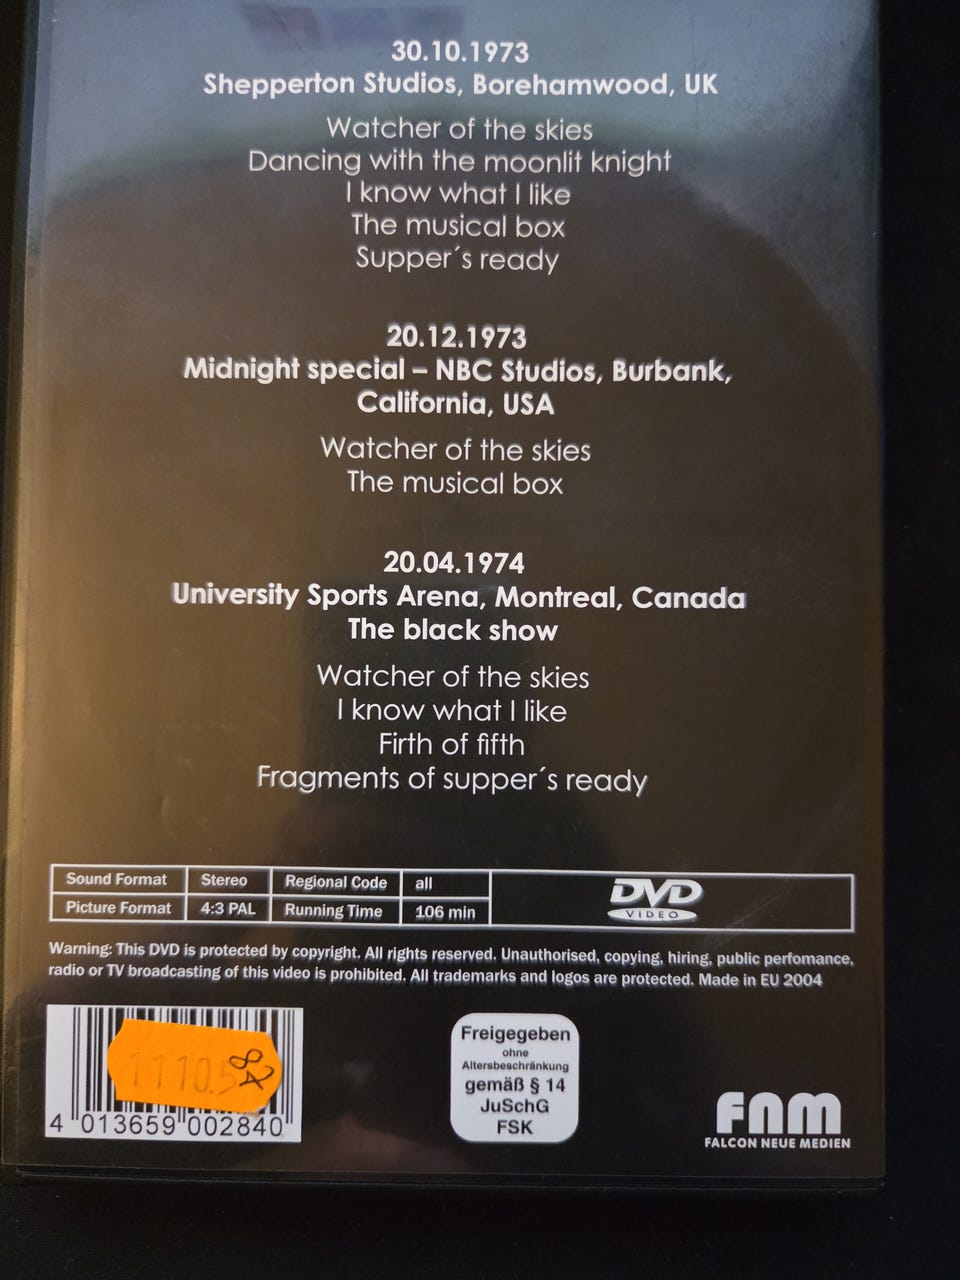 30.10.1973
Shepperton Studios, Borehamwood, UK
Watcher of the skies
Dancing with the moonlit knight
I know what I like
The musical box
Supper´s ready
20.12.1973
Midnight special – NBC Studios, Burbank,
California, USA
Watcher of the skies
The musical box
20.04.1974
University Sports Arena, Montreal, Canada
The black show
Watcher of the skies
I know what I like
Firth of fifth
Fragments of supper´s ready
Sound Format Stereo Regional Code all
Picture Format 4:3 PAL Running Time 106 min
DVD
VIDEO
Warning: This DVD is protected by copyright. All rights reserved. Unauthorised, copying, hiring, public perfomance,
radio or TV broadcasting of this video is prohibited. All trademarks and logos are protected. Made in EU 2004
4 013659 002840
Freigegeben
ohne
Altersbeschränkung
gemäß § 14
JuSchG
FSK
FNM
FALCON NEUE MEDIEN